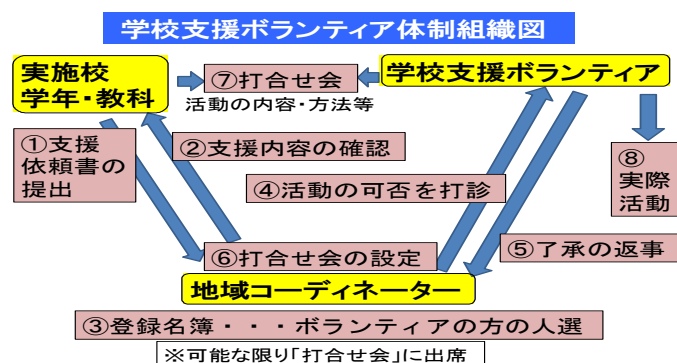 学校支援ボランティア体制組織図
実施校
学年・教科
⑦打合せ会
活動の内容・方法等
学校支援ボランティア
①支援
依頼書の
提出
②支援内容の確認
④活動の可否を打診
⑧
実際
活動
⑥打合せ会の設定
⑤了承の返事
地域コーディネーター
③登録名簿・・・ボランティアの方の人選
※可能な限り「打合せ会」に出席